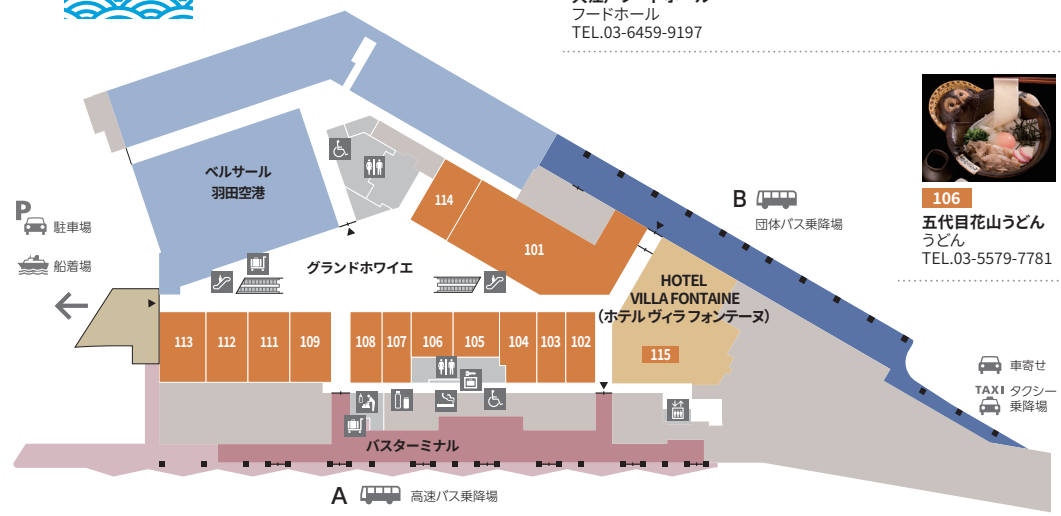 フードホール
TEL.03-6459-9197
106
五代目花山うどん
うどん
TEL.03-5579-7781
ベルサール
羽田空港
P
駐車場
船着場
グランドホワイエ
114
101
B
団体バス乗降場
HOTEL
VILLA FONTAINE
(ホテル ヴィラ フォンテーヌ)
115
113
112
111
109
108
107
106
105
104
103
102
車寄せ
TAXI タクシー
乗降場
バスターミナル
A
高速バス乗降場